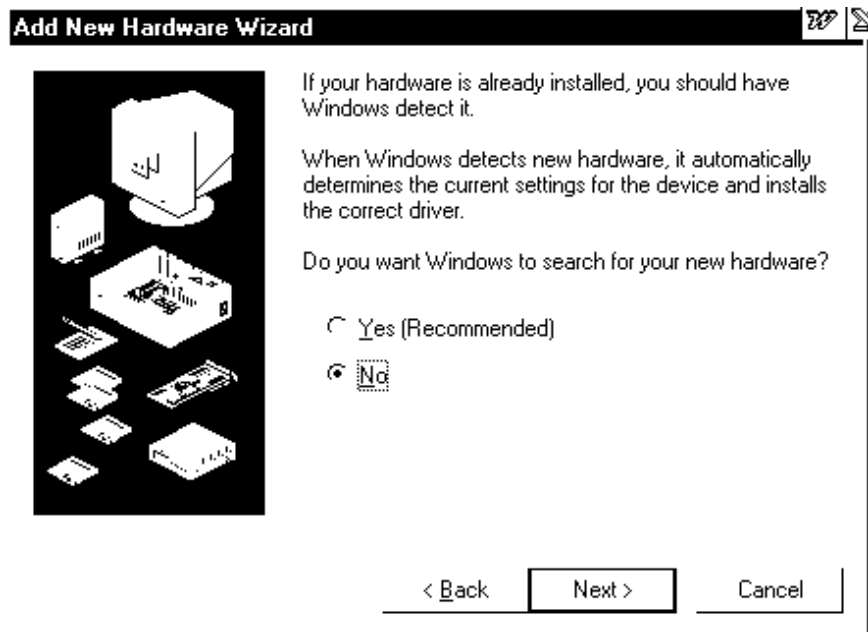 Add New Hardware Wizard
If your hardware is already installed, you should have
Windows detect it.
When Windows detects new hardware, it automatically
determines the current settings for the device and installs
the correct driver.
Do you want Windows to search for your new hardware?
Yes (Recommended)
No
< Back
Next >
Cancel